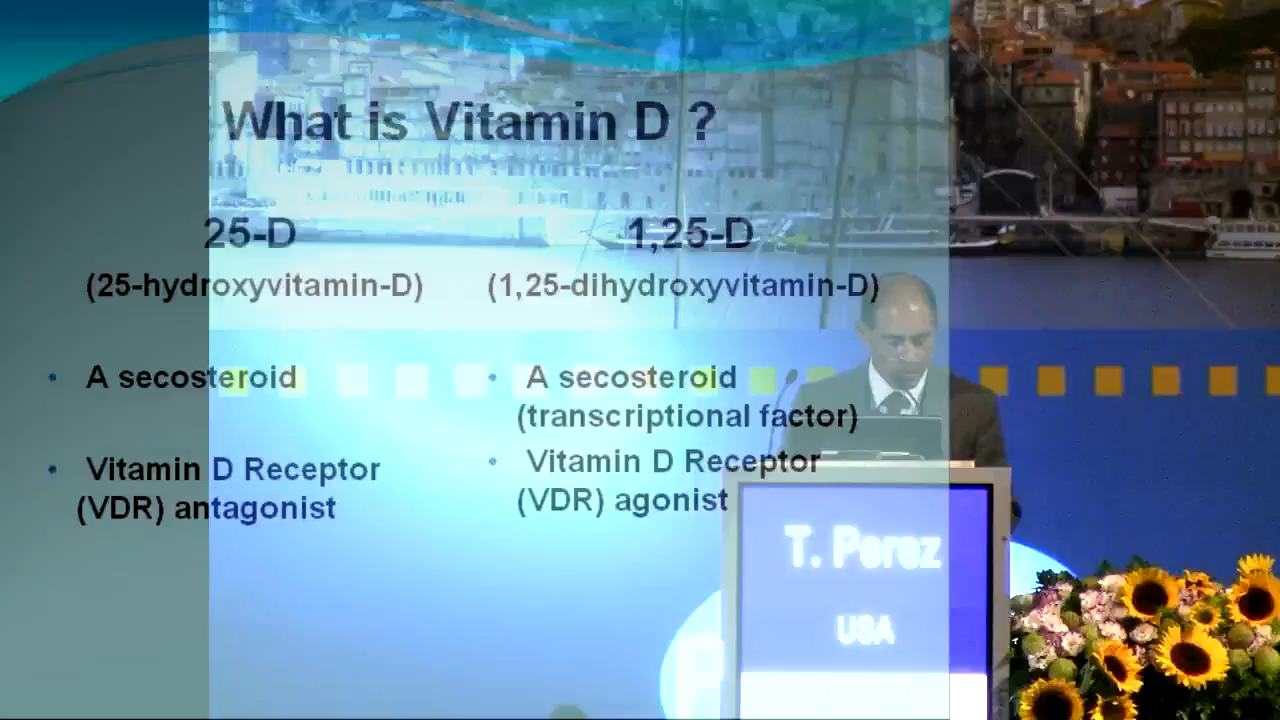 What is Vitamin D ?
25-D
(25-hydroxyvitamin-D)
• A secosteroid
• Vitamin D Receptor
(VDR) antagonist
1,25-D
(1,25-dihydroxyvitamin-D)
• A secosteroid
(transcriptional factor)
• Vitamin D Receptor
(VDR) agonist
T. Perez
USA
P